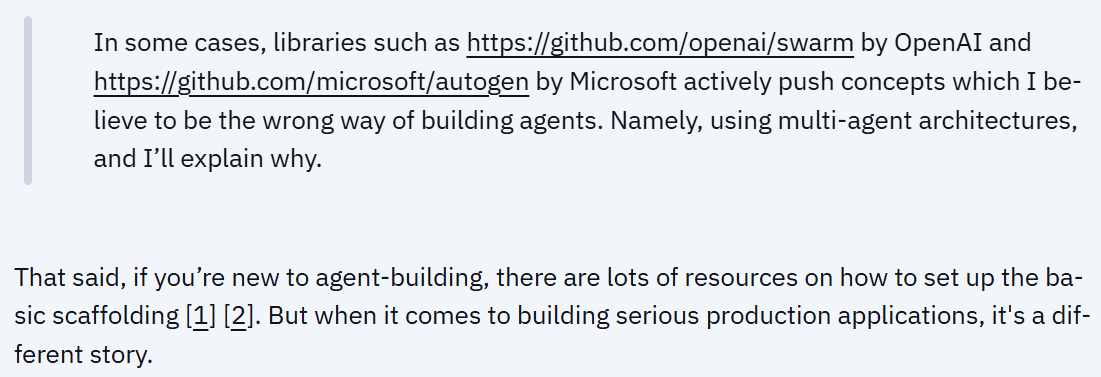 In some cases, libraries such as https://github.com/openai/swarm by OpenAI and
https://github.com/microsoft/autogen by Microsoft actively push concepts which I be-
lieve to be the wrong way of building agents. Namely, using multi-agent architectures,
and I’ll explain why.
That said, if you’re new to agent-building, there are lots of resources on how to set up the ba-
sic scaffolding [1] [2]. But when it comes to building serious production applications, it's a dif-
ferent story.